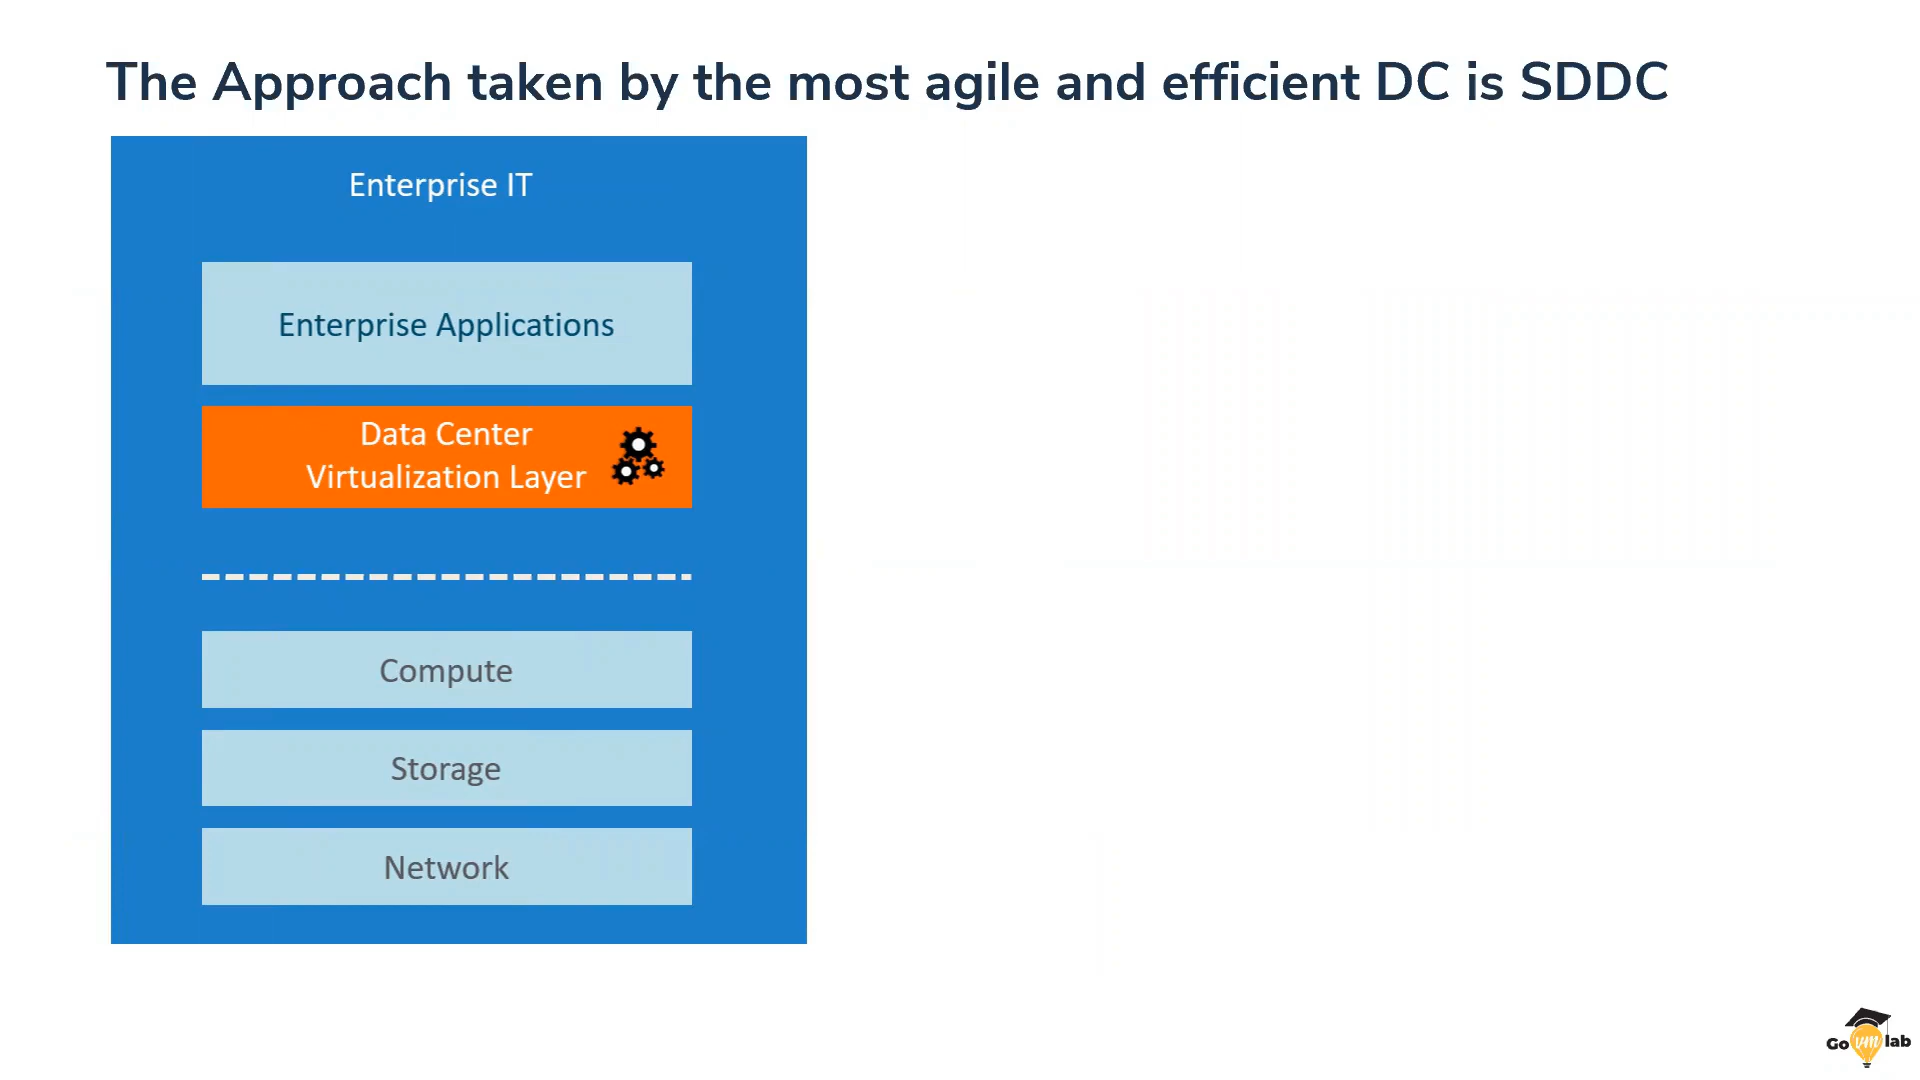 The Approach taken by the most agile and efficient DC is SDDC
Enterprise IT
Enterprise Applications
Data Center
Virtualization Layer
Compute
Storage
Network
Go vm lab